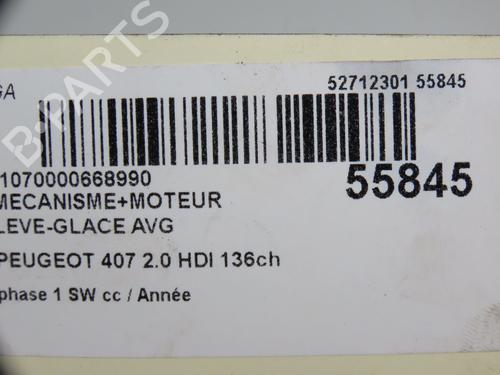 GA
52712301 55845
1070000668990
55845
MECANISME+MOTEUR
LEVE-GLACE AVG
PEUGEOT 407 2.0 HDI 136ch
phase 1 SW cc / Année
B-PARTS